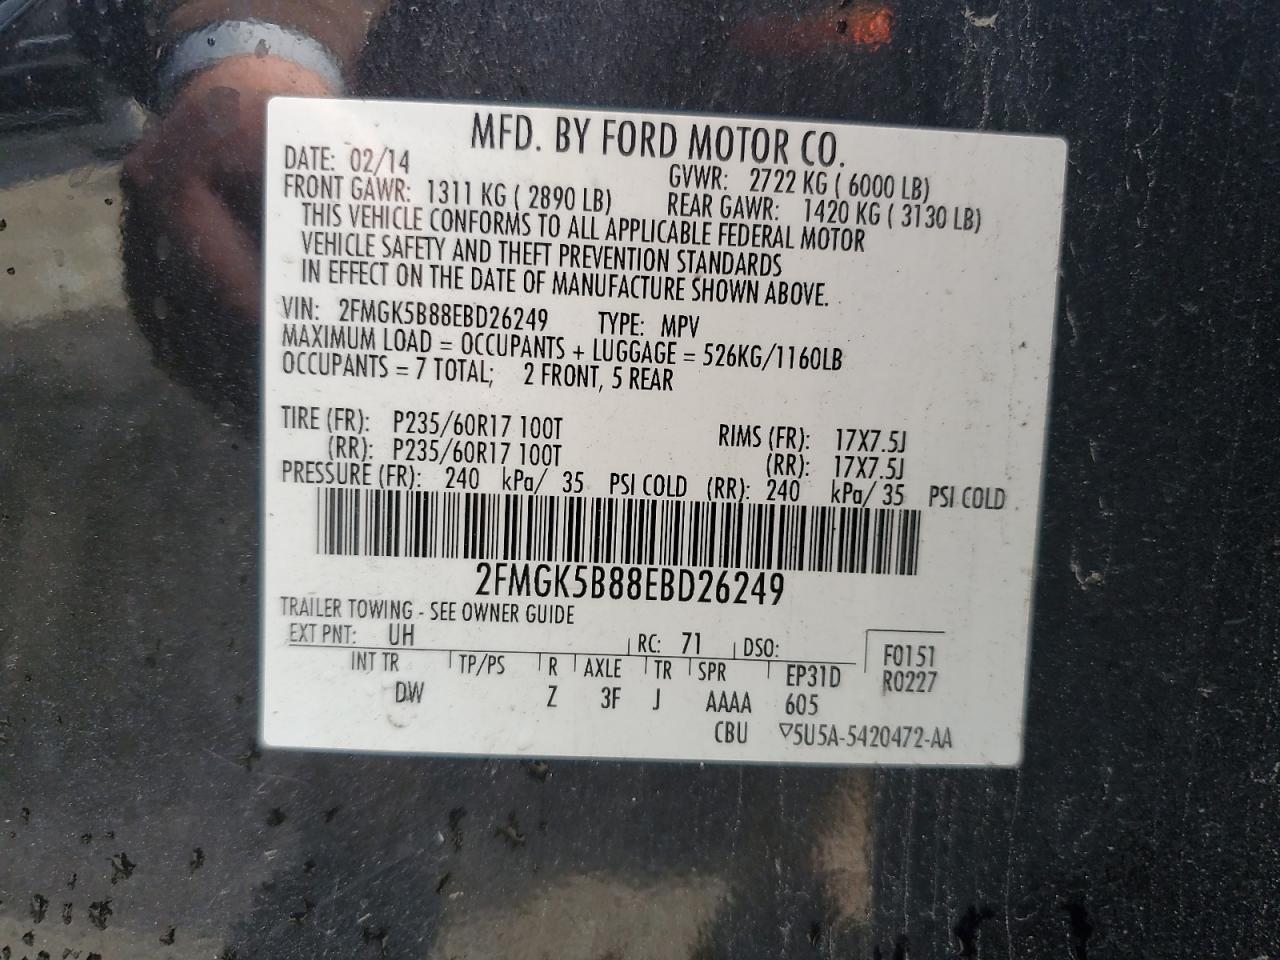 MFD. BY FORD MOTOR CO.
DATE: 02/14 GVWR: 2722 KG ( 6000 LB)
FRONT GAWR: 1311 KG ( 2890 LB) REAR GAWR: 1420 KG ( 3130 LB)
THIS VEHICLE CONFORMS TO ALL APPLICABLE FEDERAL MOTOR
VEHICLE SAFETY AND THEFT PREVENTION STANDARDS
IN EFFECT ON THE DATE OF MANUFACTURE SHOWN ABOVE.
VIN: 2FMGK5B88EBD26249 TYPE: MPV
MAXIMUM LOAD = OCCUPANTS + LUGGAGE = 526KG/1160LB
OCCUPANTS = 7 TOTAL; 2 FRONT, 5 REAR
TIRE (FR): P235/60R17 100T RIMS (FR): 17X7.5J
(RR): P235/60R17 100T (RR): 17X7.5J
PRESSURE (FR): 240 kPa/ 35 PSI COLD (RR): 240 kPa/ 35 PSI COLD
2FMGK5B88EBD26249
TRAILER TOWING - SEE OWNER GUIDE
EXT PNT: UH RC: 71 DSO: F0151
INT TR TP/PS R AXLE TR SPR EP31D R0227
DW Z 3F J AAAA 605
CBU ▽5U5A-5420472-AA